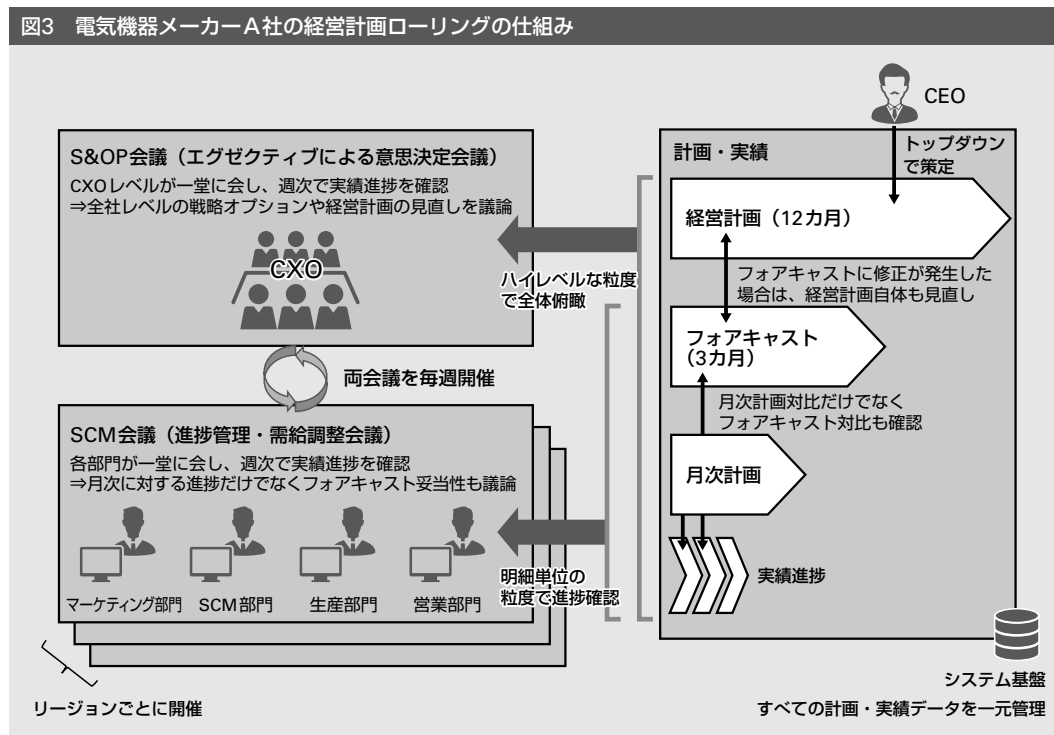 図3 電気機器メーカーA社の経営計画ローリングの仕組み
CEO
トップダウン
で策定
S&OP会議（エグゼクティブによる意思決定会議）
CXOレベルが一堂に会し、週次で実績進捗を確認
⇒全社レベルの戦略オプションや経営計画の見直しを議論
CXO
ハイレベルな粒度
で全体俯瞰
両会議を毎週開催
SCM会議（進捗管理・需給調整会議）
各部門が一堂に会し、週次で実績進捗を確認
⇒月次に対する進捗だけでなくフォアキャスト妥当性も議論
マーケティング部門
SCM部門
生産部門
営業部門
明細単位の
粒度で進捗確認
リージョンごとに開催
計画・実績
経営計画（12カ月）
フォアキャストに修正が発生した
場合は、経営計画自体も見直し
フォアキャスト
（3カ月）
月次計画対比だけでなく
フォアキャスト対比も確認
月次計画
実績進捗
システム基盤
すべての計画・実績データを一元管理